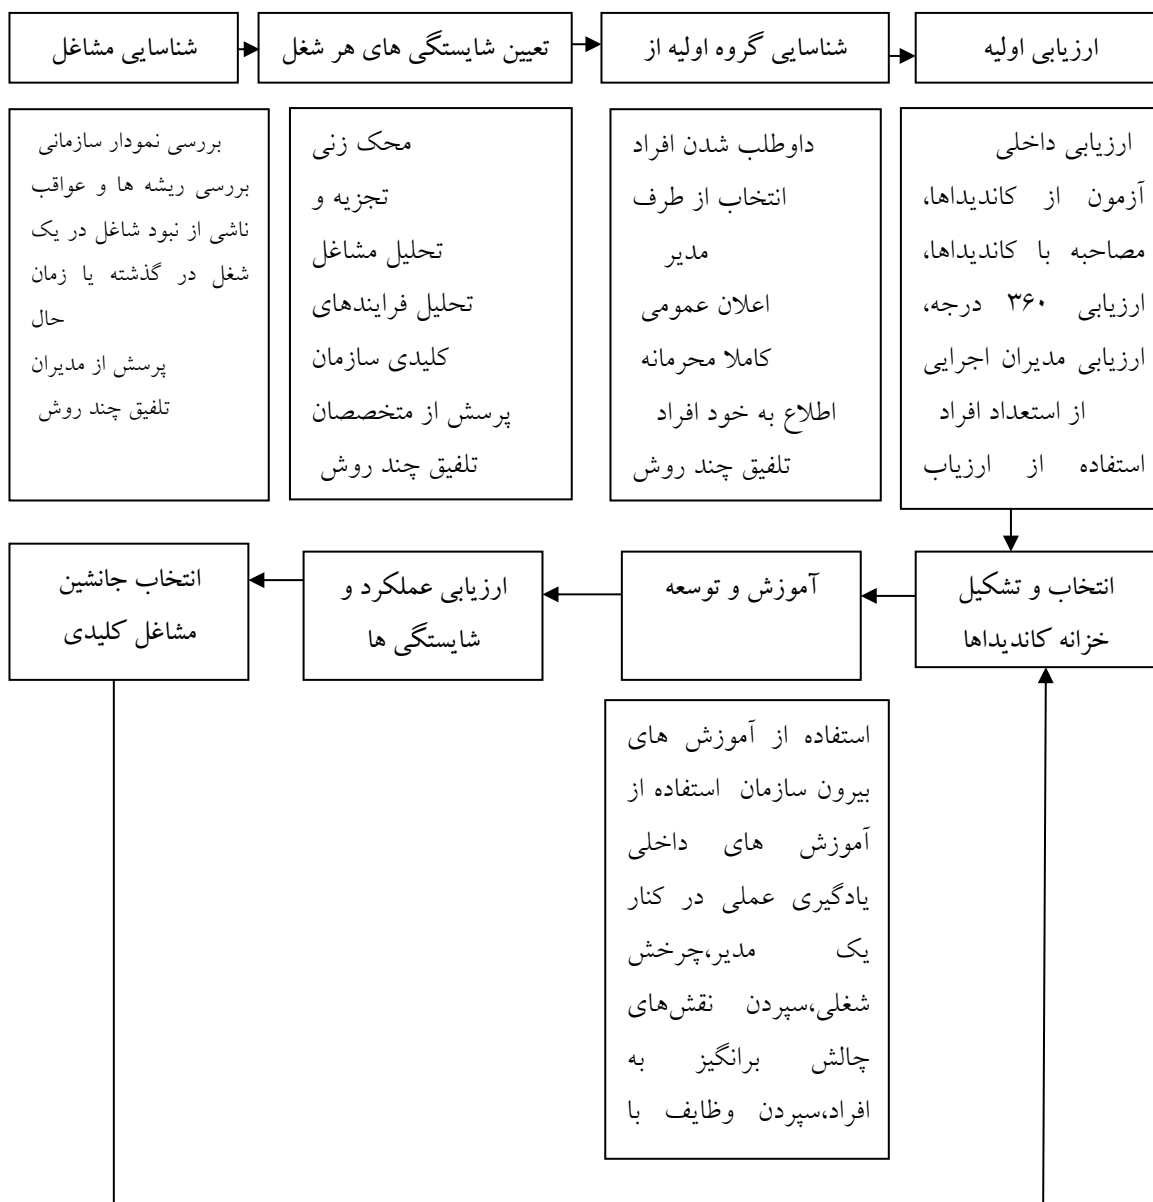 شناسایی مشاغل
تعیین شایستگی های هر شغل
شناسایی گروه اولیه از
ارزیابی اولیه
بررسی نمودار سازمانی
بررسی ریشه ها و عواقب
ناشی از نبود شاغل در یک
شغل در گذشته یا زمان
حال
پرسش از مدیران
تلفیق چند روش
محک زنی
تجزیه و
تحلیل مشاغل
تحلیل فرایندهای
کلیدی سازمان
پرسش از متخصصان
تلفیق چند روش
داوطلب شدن افراد
انتخاب از طرف
مدیر
اعلان عمومی
کاملا محرمانه
اطلاع به خود افراد
تلفیق چند روش
ارزیابی داخلی
آزمون از کاندیداها،
مصاحبه با کاندیداها،
ارزیابی ۳۶۰ درجه،
ارزیابی مدیران اجرایی
از استعداد افراد
استفاده از ارزیاب
انتخاب و تشکیل
خزانه کاندیداها
آموزش و توسعه
ارزیابی عملکرد و
شایستگی ها
انتخاب جانشین
مشاغل کلیدی
استفاده از آموزش های
بیرون سازمان استفاده از
آموزش های داخلی
یادگیری عملی در کنار
یک مدیر،چرخش
شغلی،سپردن نقش‌های
چالش برانگیز به
افراد،سپردن وظایف با